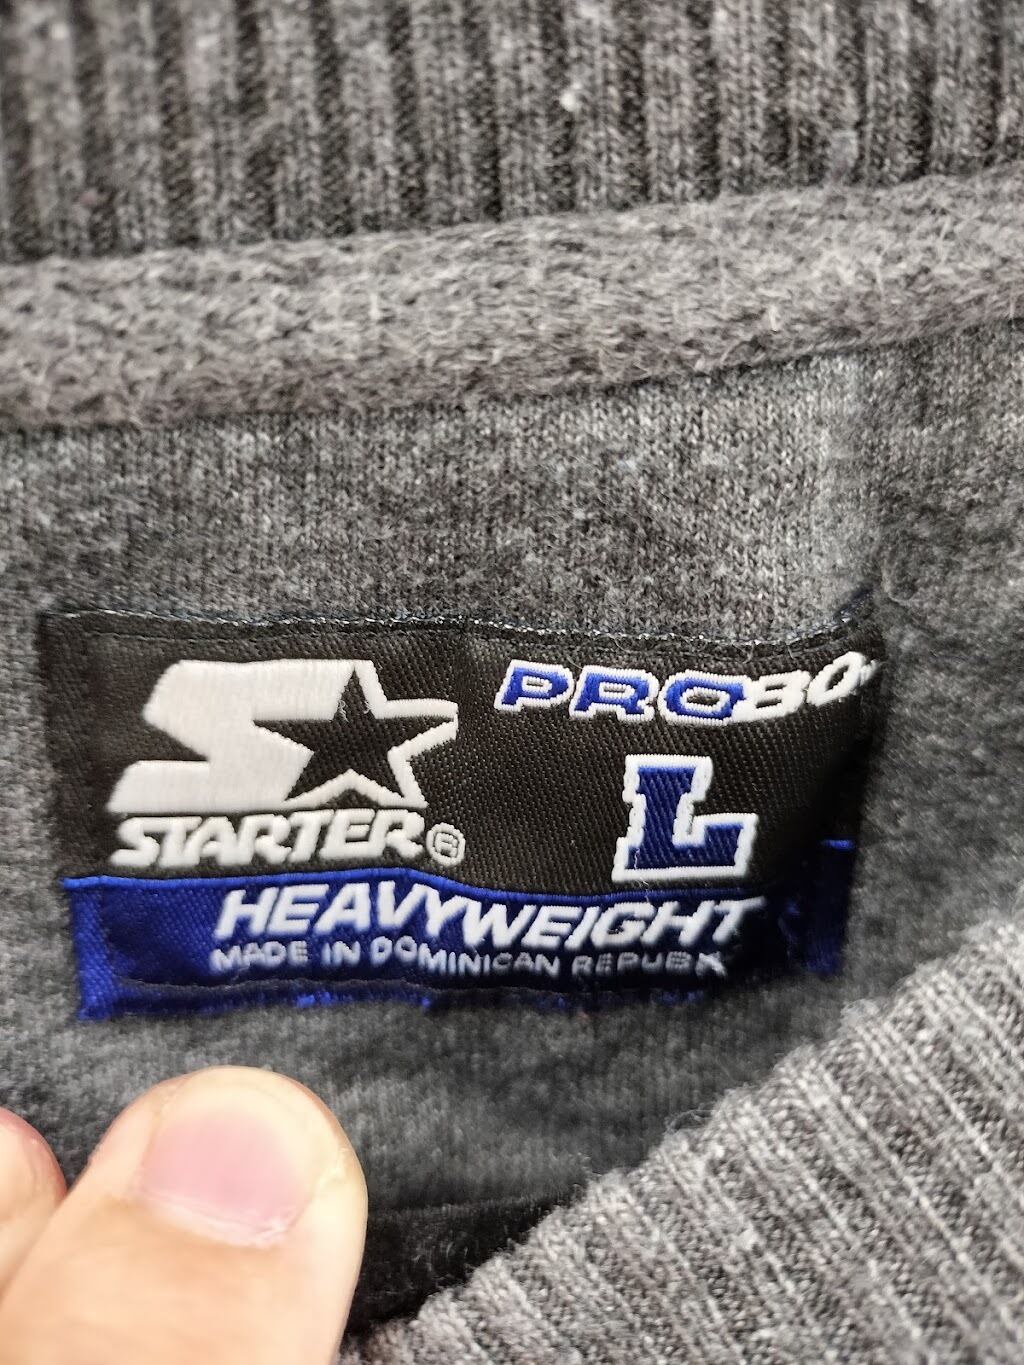 PRO
L
STARTER®
HEAVYWEIGHT
MADE IN DOMINICAN